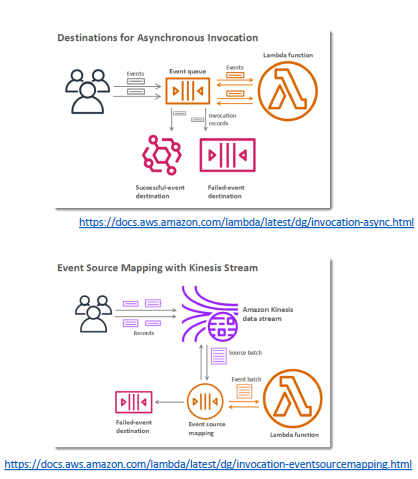 Destinations for Asynchronous Invocation
Lambda function
Events
Event queue
Events
Invocation
records
Successful-event
destination
Failed-event
destination
https://docs.aws.amazon.com/lambda/latest/dg/invocation-async.html
Event Source Mapping with Kinesis Stream
Amazon Kinesis
data stream
Records
Source batch
Event batch
Failed-event
destination
Event source
mapping
Lambda function
https://docs.aws.amazon.com/lambda/latest/dg/invocation-eventsourcemapping.html